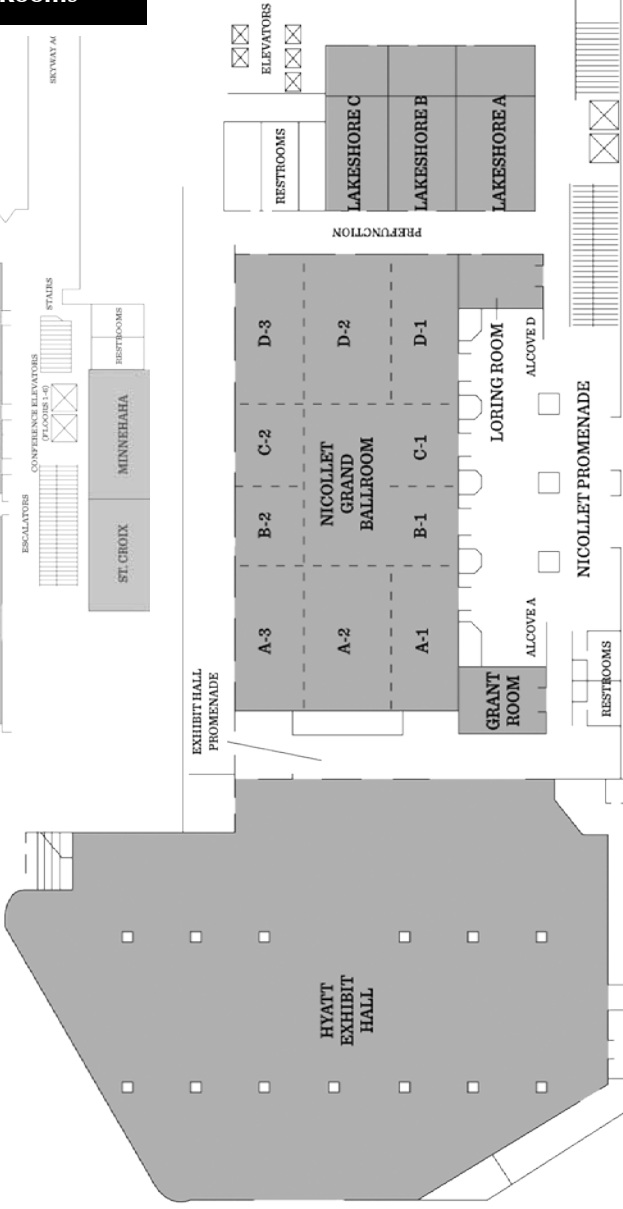 Rooms
ELEVATORS
SKYWAY
RESTROOMS
LAKESHORE C
LAKESHORE B
LAKESHORE A
PREFUNCTION
STAIRS
RESTROOMS
CONFERENCE ELEVATORS
(FLOORS 1-6)
ESCALATORS
MINNEHAHA
ST. CROIX
D-3
D-2
D-1
C-2
C-1
NICOLLET
GRAND
BALLROOM
B-2
B-1
A-3
A-2
A-1
LORING ROOM
ALCOVE D
NICOLLET PROMENADE
ALCOVE A
GRANT
ROOM
RESTROOMS
EXHIBIT HALL
PROMENADE
HYATT
EXHIBIT
HALL